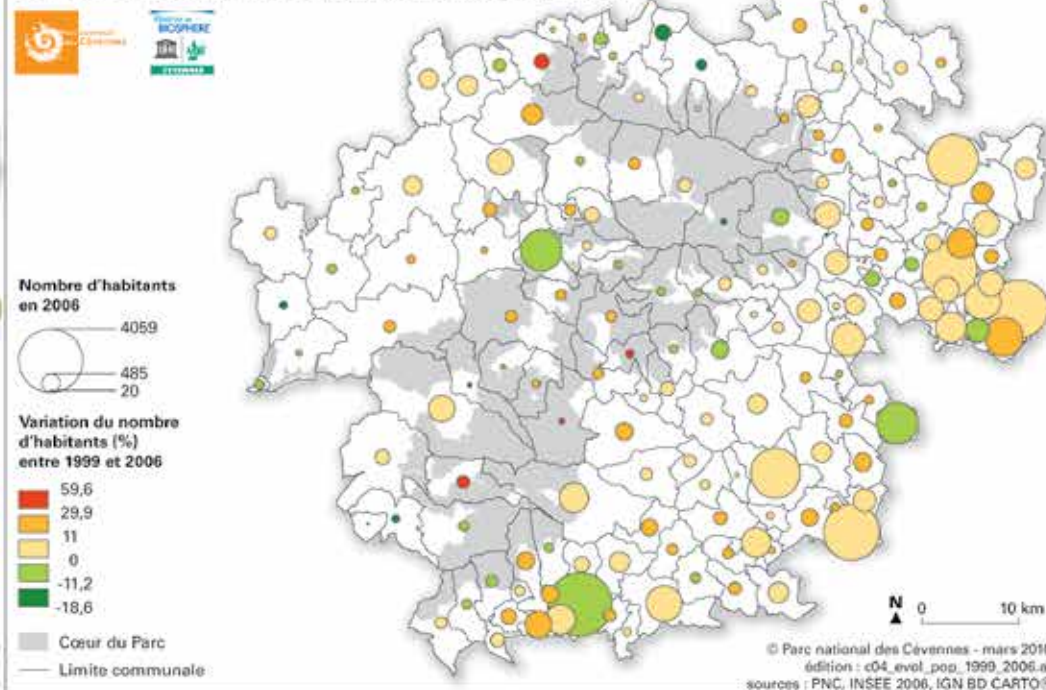 BIOSPHERE
Cévennes
Nombre d'habitants
en 2006
4059
485
20
Variation du nombre
d'habitants (%)
entre 1999 et 2006
59,6
29,9
11
0
-11,2
-18,6
Cœur du Parc
Limite communale
N
0 10 km
© Parc national des Cévennes - mars 2010
édition : c04_evol_pop_1999_2006.a
sources : PNC, INSEE 2006, IGN BD CARTO®